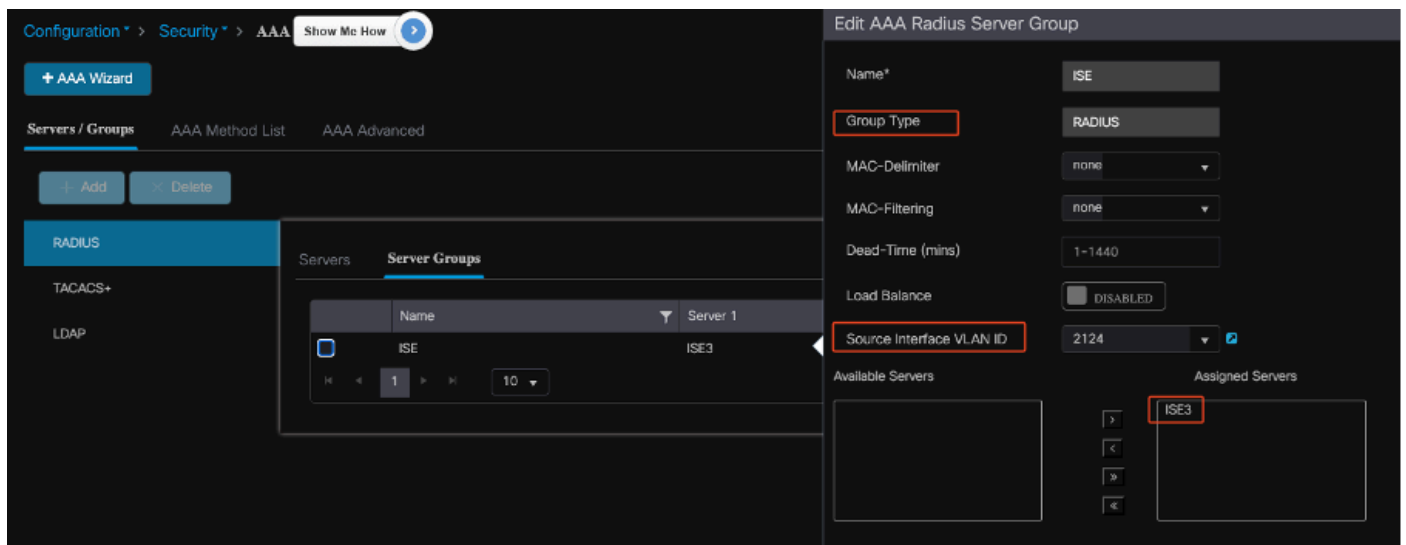 Configuration * > Security * > AAA Show Me How >
+ AAA Wizard
Servers / Groups AAA Method List AAA Advanced
+ Add × Delete
RADIUS
TACACS+
LDAP
Servers Server Groups
Name Server 1
ISE ISE3
1 10
Edit AAA Radius Server Group
Name* ISE
Group Type RADIUS
MAC-Delimiter none
MAC-Filtering none
Dead-Time (mins) 1-1440
Load Balance DISABLED
Source Interface VLAN ID 2124
Available Servers Assigned Servers
ISE3
>
<
»
«